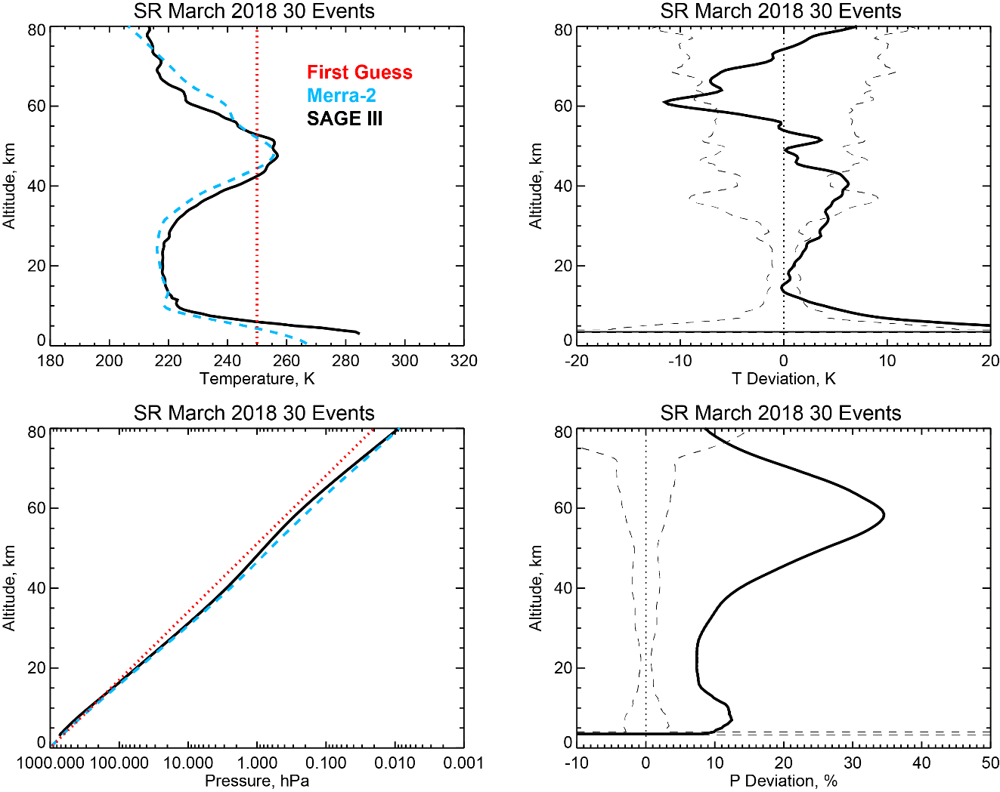 SR March 2018 30 Events
80
60
40
20
0
Altitude, km
First Guess
Merra-2
SAGE III
180 200 220 240 260 280 300 320
Temperature, K
SR March 2018 30 Events
80
60
40
20
0
Altitude, km
-20 -10 0 10 20
T Deviation, K
SR March 2018 30 Events
80
60
40
20
0
Altitude, km
1000.000 100.000 10.000 1.000 0.100 0.010 0.001
Pressure, hPa
SR March 2018 30 Events
80
60
40
20
0
Altitude, km
-10 0 10 20 30 40 50
P Deviation, %